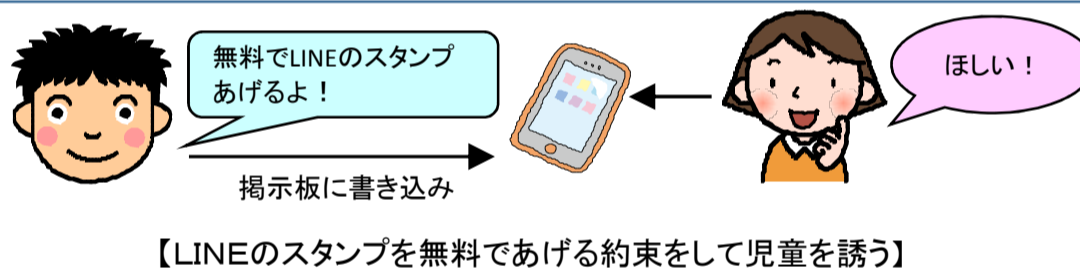 無料でLINEのスタンプ
あげるよ！
ほしい！
掲示板に書き込み
【ＬＩＮＥのスタンプを無料であげる約束をして児童を誘う】